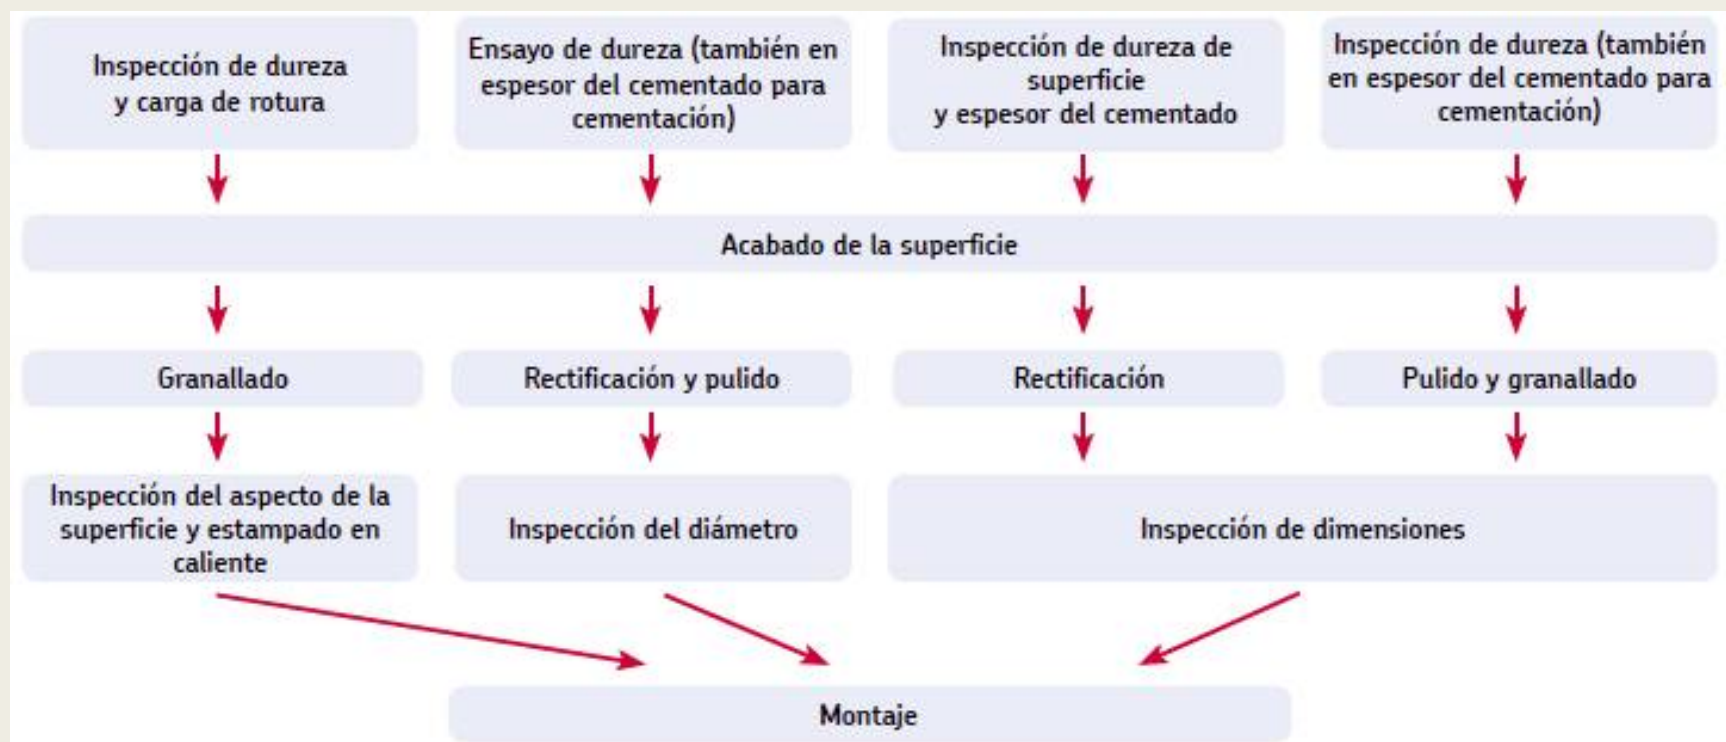 Inspección de dureza
y carga de rotura
Ensayo de dureza (también en
espesor del cementado para
cementación)
Inspección de dureza de
superficie
y espesor del cementado
Inspección de dureza (también
en espesor del cementado para
cementación)
Acabado de la superficie
Granallado
Rectificación y pulido
Rectificación
Pulido y granallado
Inspección del aspecto de la
superficie y estampado en
caliente
Inspección del diámetro
Inspección de dimensiones
Montaje